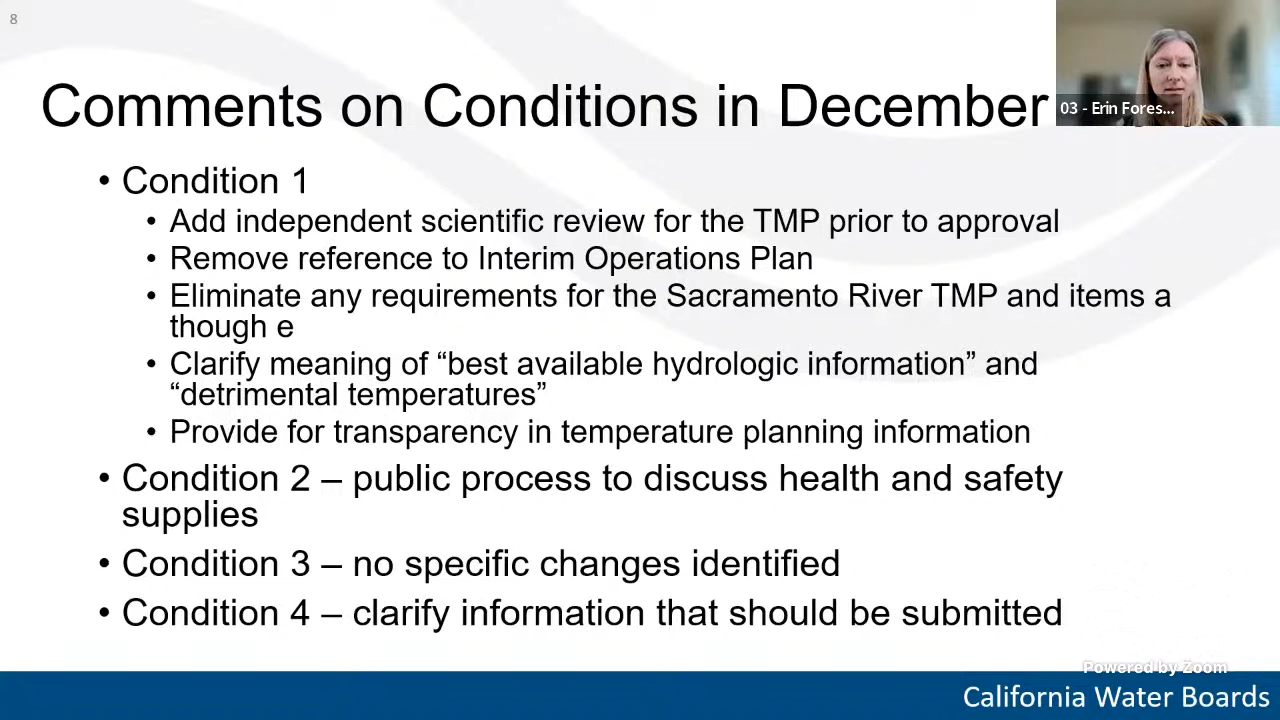 8
Comments on Conditions in December
03 - Erin Fores...
• Condition 1
• Add independent scientific review for the TMP prior to approval
• Remove reference to Interim Operations Plan
• Eliminate any requirements for the Sacramento River TMP and items a
though e
• Clarify meaning of “best available hydrologic information” and
“detrimental temperatures”
• Provide for transparency in temperature planning information
• Condition 2 – public process to discuss health and safety
supplies
• Condition 3 – no specific changes identified
• Condition 4 – clarify information that should be submitted
Powered by Zoom
California Water Boards